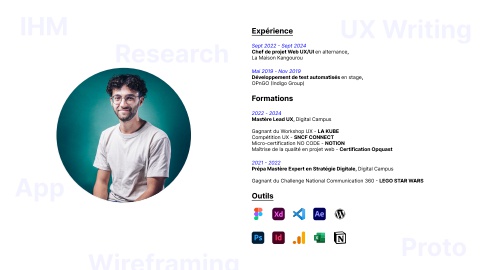 IHM
UX Writing
Research
App
Wireframing
Proto
Expérience
Sept 2022 - Sept 2024
Chef de projet Web UX/UI en alternance,
La Maison Kangourou
Mai 2019 - Nov 2019
Développement de test automatisés en stage,
OPnGO (Indigo Group)
Formations
2022 - 2024
Mastère Lead UX, Digital Campus
Gagnant du Workshop UX - LA KUBE
Compétition UX - SNCF CONNECT
Micro-certification NO CODE - NOTION
Maîtrise de la qualité en projet web - Certification Opquast
2021 - 2022
Prépa Mastère Expert en Stratégie Digitale, Digital Campus
Gagnant du Challenge National Communication 360 - LEGO STAR WARS
Outils
Xd
Ae
Ps
Id